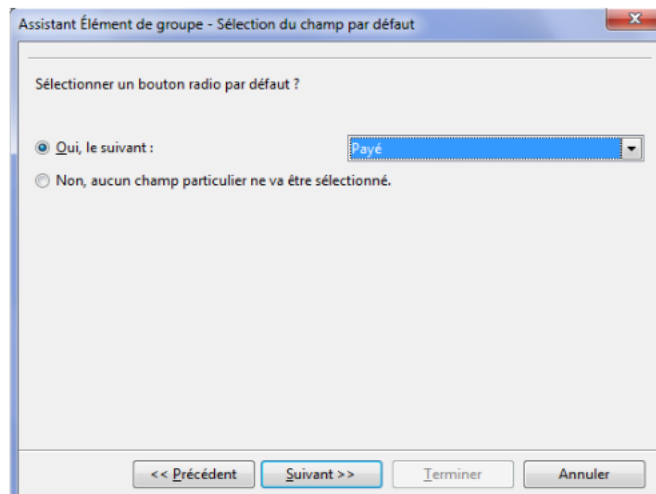 Assistant Élément de groupe - Sélection du champ par défaut
Sélectionner un bouton radio par défaut ?
Oui, le suivant :
Payé
Non, aucun champ particulier ne va être sélectionné.
<< Précédent Suivant >> Terminer Annuler